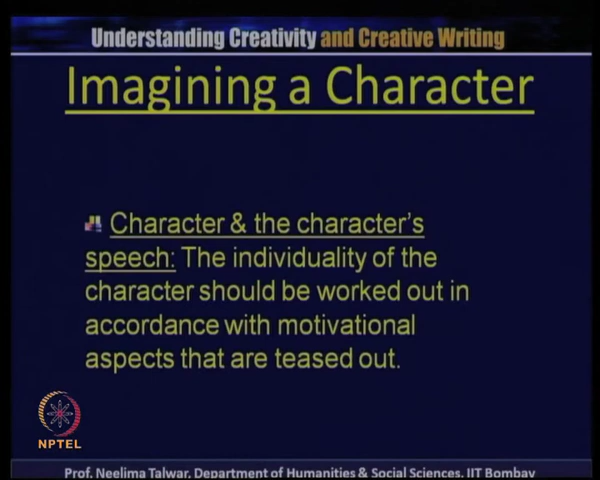 Understanding Creativity and Creative Writing
Imagining a Character
Character & the character's
speech: The individuality of the
character should be worked out in
accordance with motivational
aspects that are teased out.
NPTEL
Prof. Neelima Talwar, Department of Humanities & Social Sciences, IIT Bombay